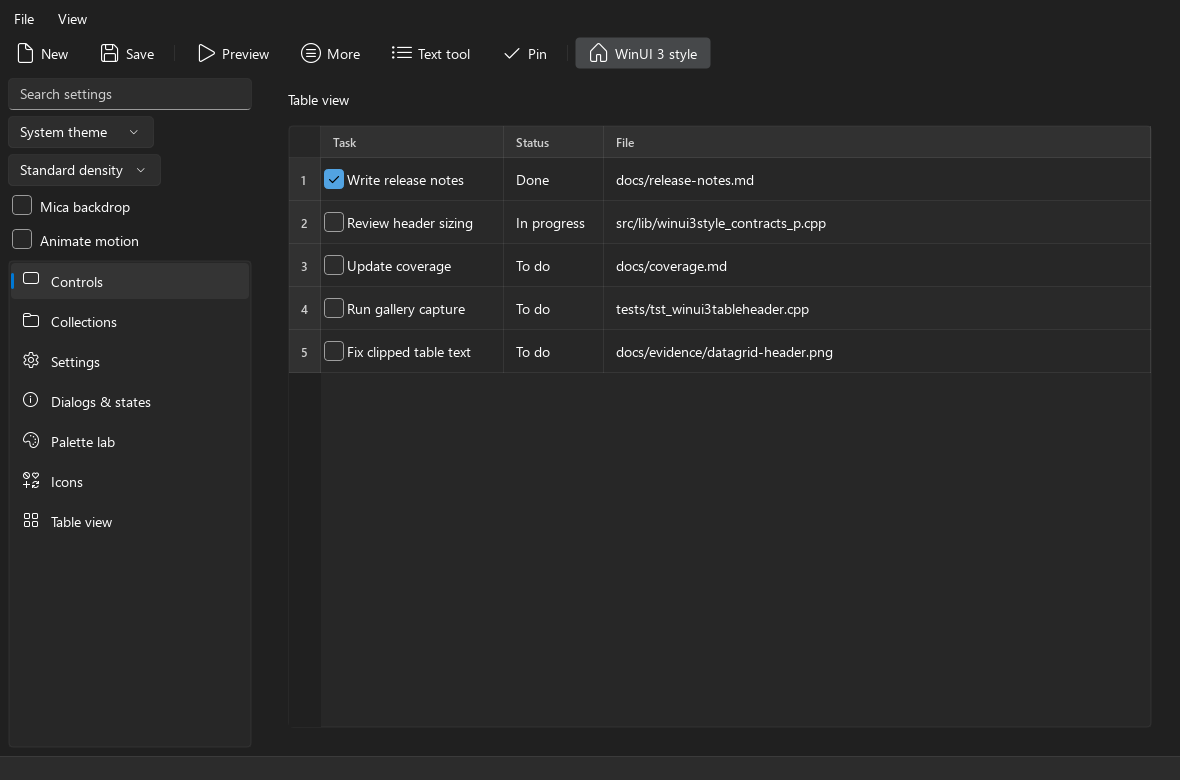 File View
New Save Preview More Text tool Pin WinUI 3 style
Search settings
System theme
Standard density
Mica backdrop
Animate motion
Controls
Collections
Settings
Dialogs & states
Palette lab
Icons
Table view
Table view
Task Status File
1 Write release notes Done docs/release-notes.md
2 Review header sizing In progress src/lib/winui3style_contracts_p.cpp
3 Update coverage To do docs/coverage.md
4 Run gallery capture To do tests/tst_winui3tableheader.cpp
5 Fix clipped table text To do docs/evidence/datagrid-header.png